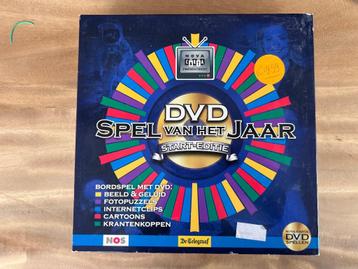 NOVA
DVD
SPEL VAN HET JAAR
START-EDITIE
BORDSPEL MET DVD:
BEELD & GELUID
FOTOPUZZELS
INTERNETCLIPS
CARTOONS
KRANTENKOPPEN
NOS
De Telegraaf
DVD
SPELLEN